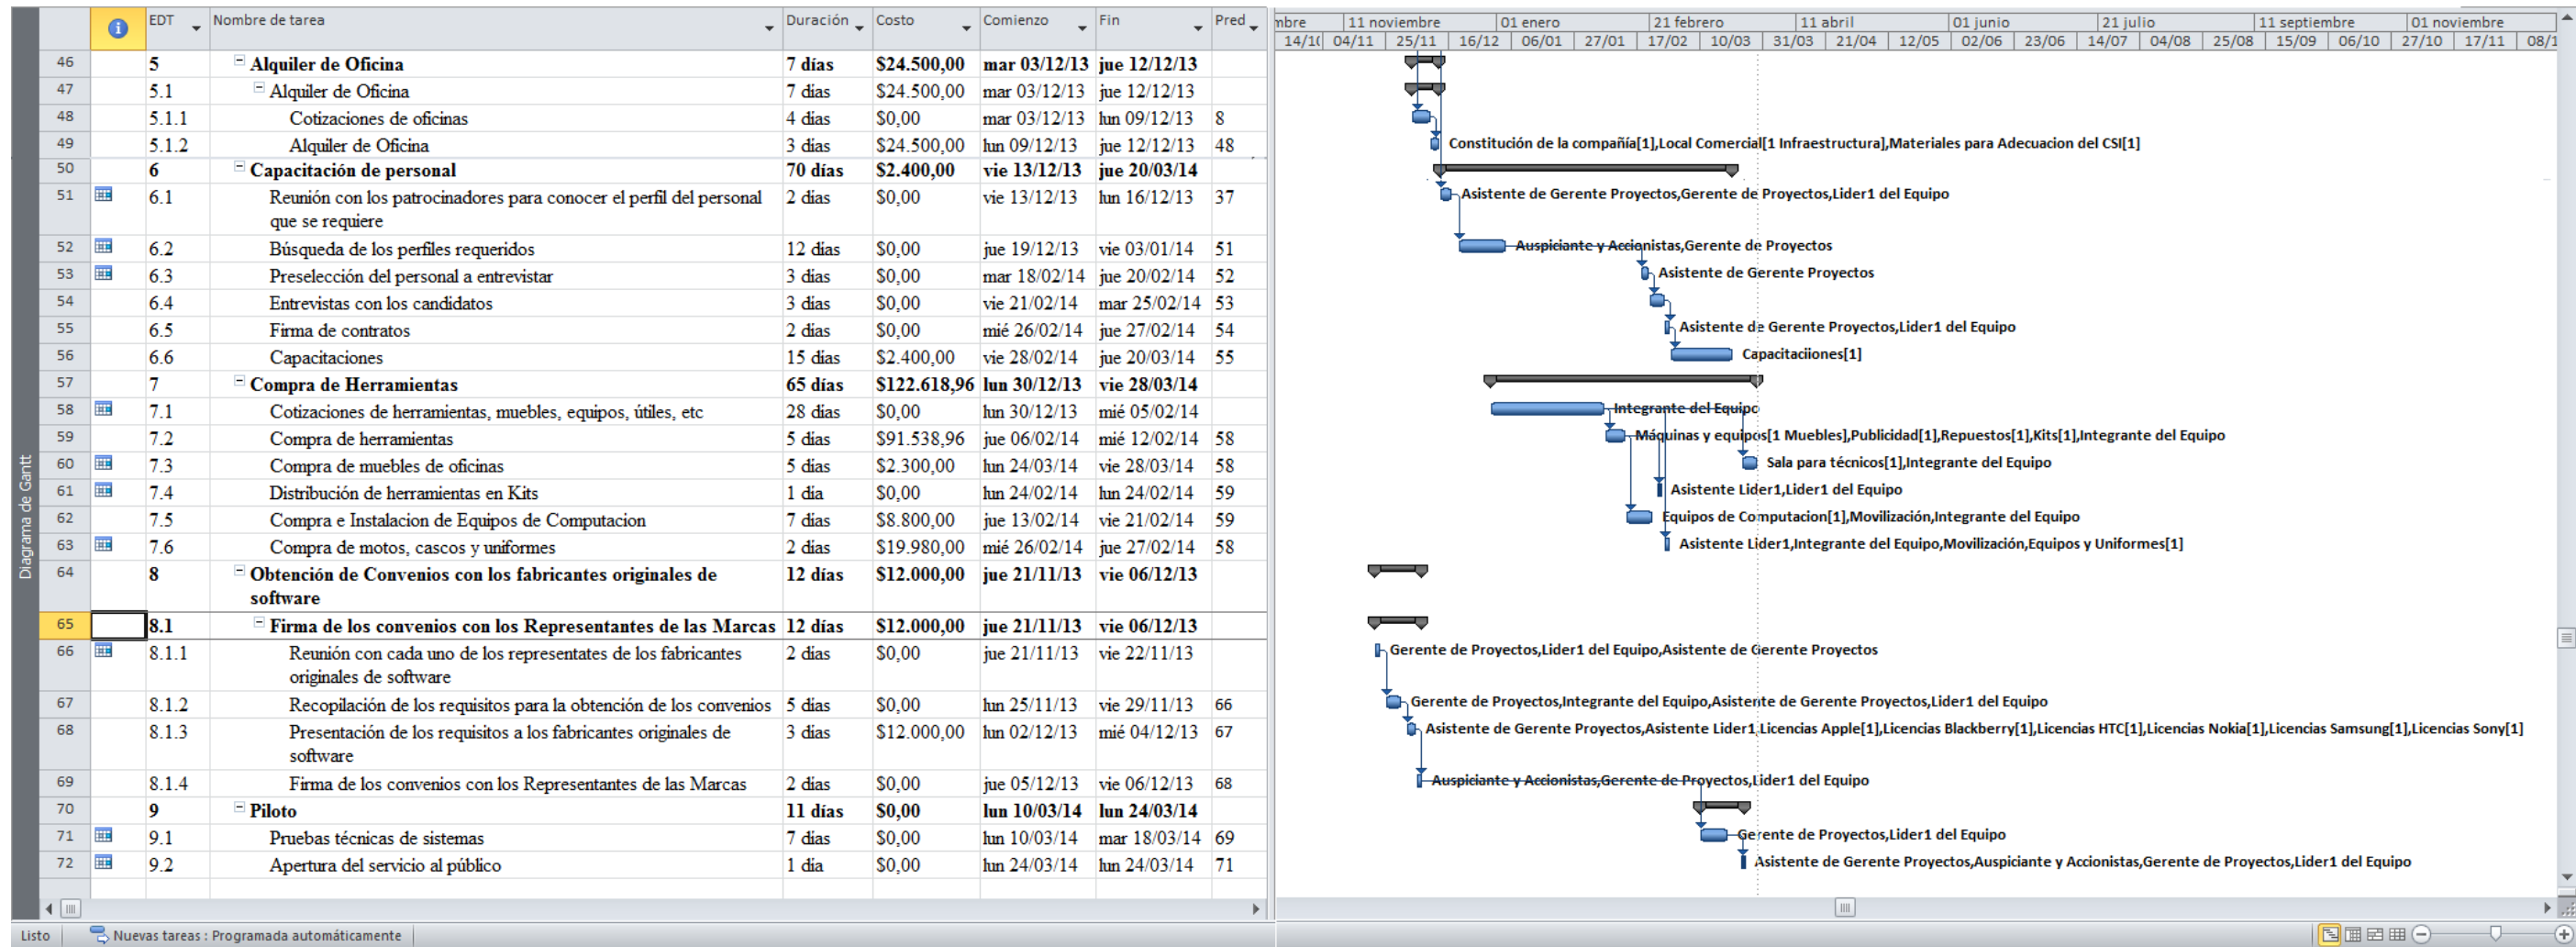 EDT Nombre de tarea Duración Costo Comienzo Fin Pred
mbre 11 noviembre 01 enero 21 febrero 11 abril 01 junio 21 julio 11 septiembre 01 noviembre
14/1( 04/11 25/11 16/12 06/01 27/01 17/02 10/03 31/03 21/04 12/05 02/06 23/06 14/07 04/08 25/08 15/09 06/10 27/10 17/11 08/1
46 5 Alquiler de Oficina 7 días $24.500,00 mar 03/12/13 jue 12/12/13
47 5.1 Alquiler de Oficina 7 días $24.500,00 mar 03/12/13 jue 12/12/13
48 5.1.1 Cotizaciones de oficinas 4 días $0,00 mar 03/12/13 lun 09/12/13 8
49 5.1.2 Alquiler de Oficina 3 días $24.500,00 lun 09/12/13 jue 12/12/13 48 Constitución de la compañía[1],Local Comercial[1 Infraestructura],Materiales para Adecuacion del CSI[1]
50 6 Capacitación de personal 70 días $2.400,00 vie 13/12/13 jue 20/03/14
51 6.1 Reunión con los patrocinadores para conocer el perfil del personal 2 días $0,00 vie 13/12/13 lun 16/12/13 37 Asistente de Gerente Proyectos,Gerente de Proyectos,Lider1 del Equipo
que se requiere
52 6.2 Búsqueda de los perfiles requeridos 12 días $0,00 jue 19/12/13 vie 03/01/14 51 Auspiciante y Accionistas,Gerente de Proyectos
53 6.3 Preselección del personal a entrevistar 3 días $0,00 mar 18/02/14 jue 20/02/14 52 Asistente de Gerente Proyectos
54 6.4 Entrevistas con los candidatos 3 días $0,00 vie 21/02/14 mar 25/02/14 53
55 6.5 Firma de contratos 2 días $0,00 mié 26/02/14 jue 27/02/14 54 Asistente de Gerente Proyectos,Lider1 del Equipo
56 6.6 Capacitaciones 15 días $2.400,00 vie 28/02/14 jue 20/03/14 55 Capacitaciiones[1]
57 7 Compra de Herramientas 65 días $122.618,96 lun 30/12/13 vie 28/03/14
58 7.1 Cotizaciones de herramientas, muebles, equipos, útiles, etc 28 días $0,00 lun 30/12/13 mié 05/02/14 Integrante del Equipo
59 7.2 Compra de herramientas 5 días $91.538,96 jue 06/02/14 mié 12/02/14 58 Máquinas y equipos[1 Muebles],Publicidad[1],Repuestos[1],Kits[1],Integrante del Equipo
60 7.3 Compra de muebles de oficinas 5 días $2.300,00 lun 24/03/14 vie 28/03/14 58 Sala para técnicos[1],Integrante del Equipo
61 7.4 Distribución de herramientas en Kits 1 día $0,00 lun 24/02/14 lun 24/02/14 59 Asistente Lider1,Lider1 del Equipo
62 7.5 Compra e Instalacion de Equipos de Computacion 7 días $8.800,00 jue 13/02/14 vie 21/02/14 59 Equipos de Computacion[1],Movilización,Integrante del Equipo
63 7.6 Compra de motos, cascos y uniformes 2 días $19.980,00 mié 26/02/14 jue 27/02/14 58 Asistente Lider1,Integrante del Equipo,Movilización,Equipos y Uniformes[1]
64 8 Obtención de Convenios con los fabricantes originales de 12 días $12.000,00 jue 21/11/13 vie 06/12/13
software
65 8.1 Firma de los convenios con los Representantes de las Marcas 12 días $12.000,00 jue 21/11/13 vie 06/12/13
66 8.1.1 Reunión con cada uno de los representates de los fabricantes 2 días $0,00 jue 21/11/13 vie 22/11/13 Gerente de Proyectos,Lider1 del Equipo,Asistente de Gerente Proyectos
originales de software
67 8.1.2 Recopilación de los requisitos para la obtención de los convenios 5 días $0,00 lun 25/11/13 vie 29/11/13 66 Gerente de Proyectos,Integrante del Equipo,Asistente de Gerente Proyectos,Lider1 del Equipo
68 8.1.3 Presentación de los requisitos a los fabricantes originales de 3 días $12.000,00 lun 02/12/13 mié 04/12/13 67 Asistente de Gerente Proyectos,Asistente Lider1,Licencias Apple[1],Licencias Blackberry[1],Licencias HTC[1],Licencias Nokia[1],Licencias Samsung[1],Licencias Sony[1]
software
69 8.1.4 Firma de los convenios con los Representantes de las Marcas 2 días $0,00 jue 05/12/13 vie 06/12/13 68 Auspiciante y Accionistas,Gerente de Proyectos,Lider1 del Equipo
70 9 Piloto 11 días $0,00 lun 10/03/14 lun 24/03/14
71 9.1 Pruebas técnicas de sistemas 7 días $0,00 lun 10/03/14 mar 18/03/14 69 Gerente de Proyectos,Lider1 del Equipo
72 9.2 Apertura del servicio al público 1 día $0,00 lun 24/03/14 lun 24/03/14 71 Asistente de Gerente Proyectos,Auspiciante y Accionistas,Gerente de Proyectos,Lider1 del Equipo
Diagrama de Gantt
Listo Nuevas tareas : Programada automáticamente